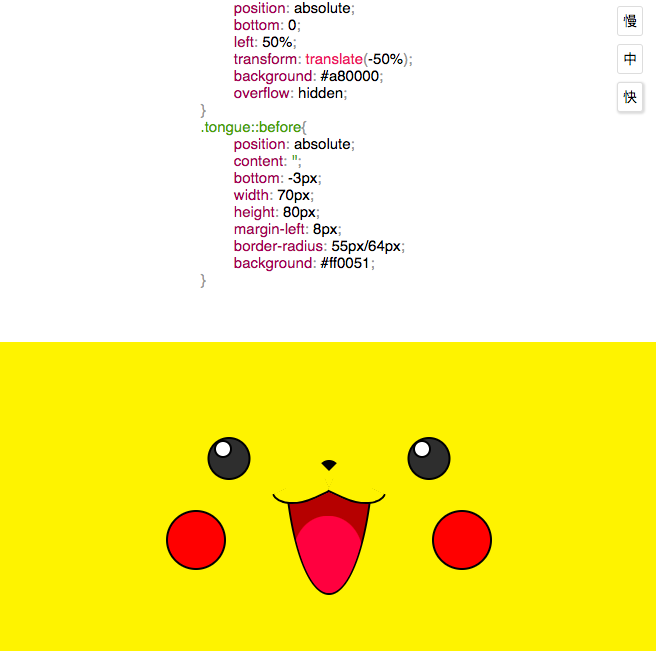 position: absolute;
bottom: 0;
left: 50%;
transform: translate(-50%);
background: #a80000;
overflow: hidden;
}
.tongue::before{
position: absolute;
content: '';
bottom: -3px;
width: 70px;
height: 80px;
margin-left: 8px;
border-radius: 55px/64px;
background: #ff0051;
}
慢
中
快